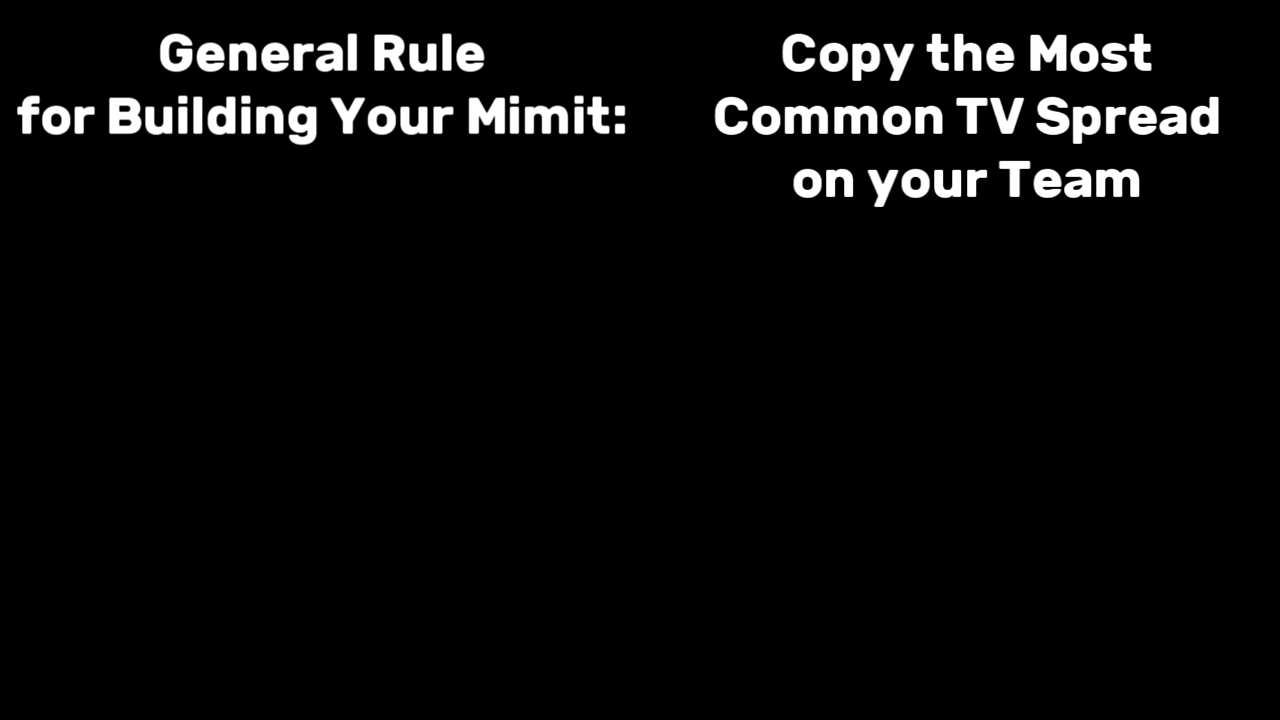 General Rule
for Building Your Mimit:
Copy the Most
Common TV Spread
on your Team